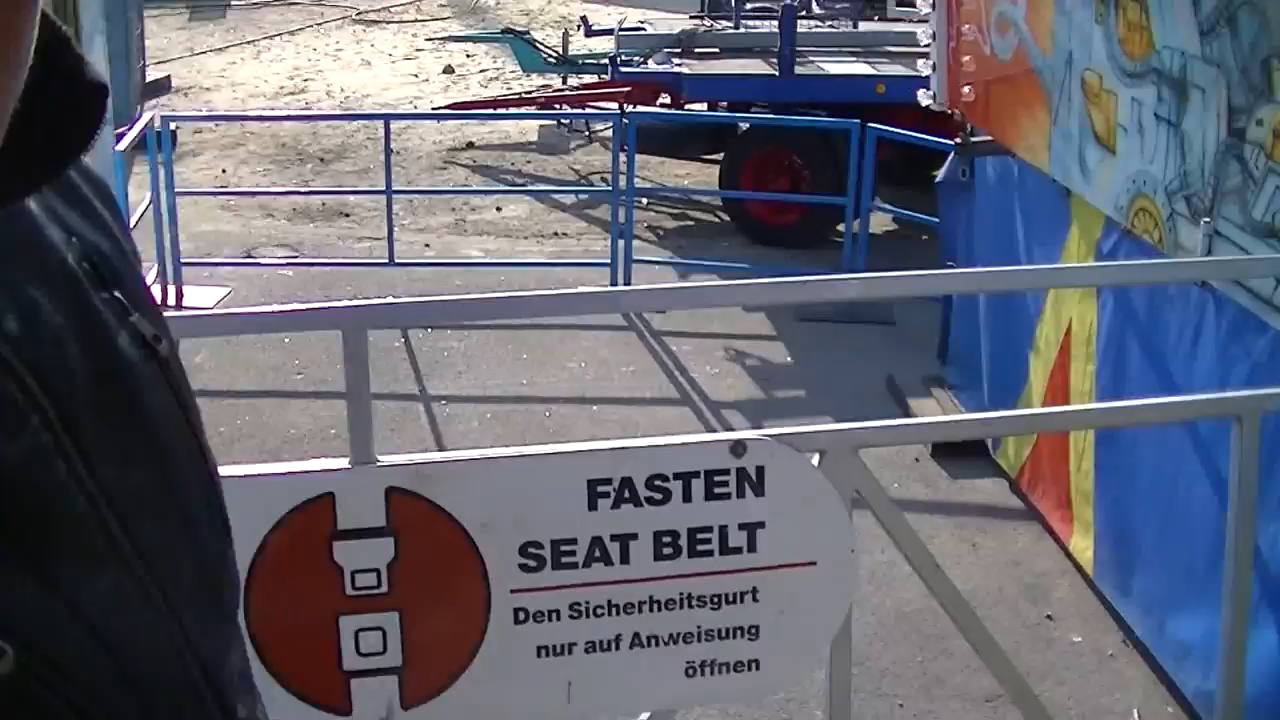 FASTEN
SEAT BELT
Den Sicherheitsgurt
nur auf Anweisung
öffnen